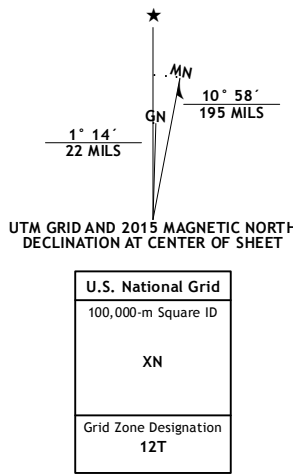 ★
MN
GN
10° 58´
195 MILS
1° 14´
22 MILS
UTM GRID AND 2015 MAGNETIC NORTH
DECLINATION AT CENTER OF SHEET
U.S. National Grid
100,000-m Square ID
XN
Grid Zone Designation
12T